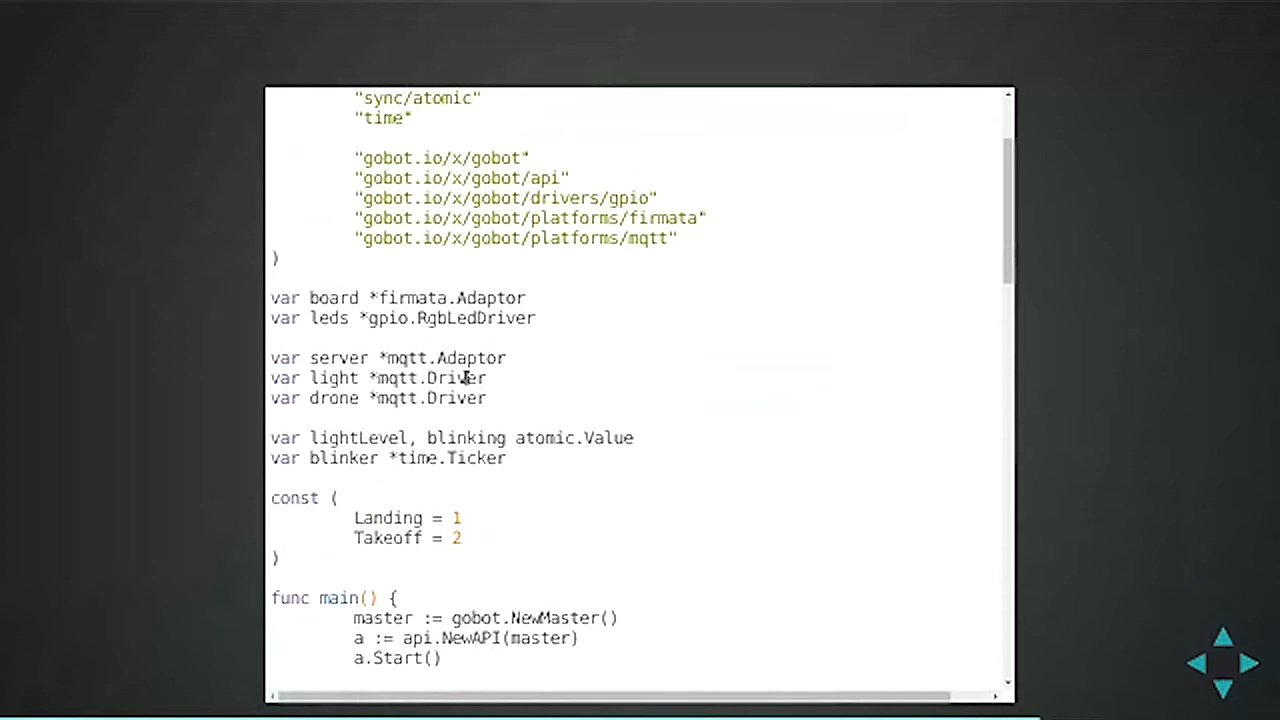 "sync/atomic"
"time"
"gobot.io/x/gobot"
"gobot.io/x/gobot/api"
"gobot.io/x/gobot/drivers/gpio"
"gobot.io/x/gobot/platforms/firmata"
"gobot.io/x/gobot/platforms/mqtt"
)
var board *firmata.Adaptor
var leds *gpio.RgbLedDriver
var server *mqtt.Adaptor
var light *mqtt.Driver
var drone *mqtt.Driver
var lightLevel, blinking atomic.Value
var blinker *time.Ticker
const (
Landing = 1
Takeoff = 2
)
func main() {
master := gobot.NewMaster()
a := api.NewAPI(master)
a.Start()